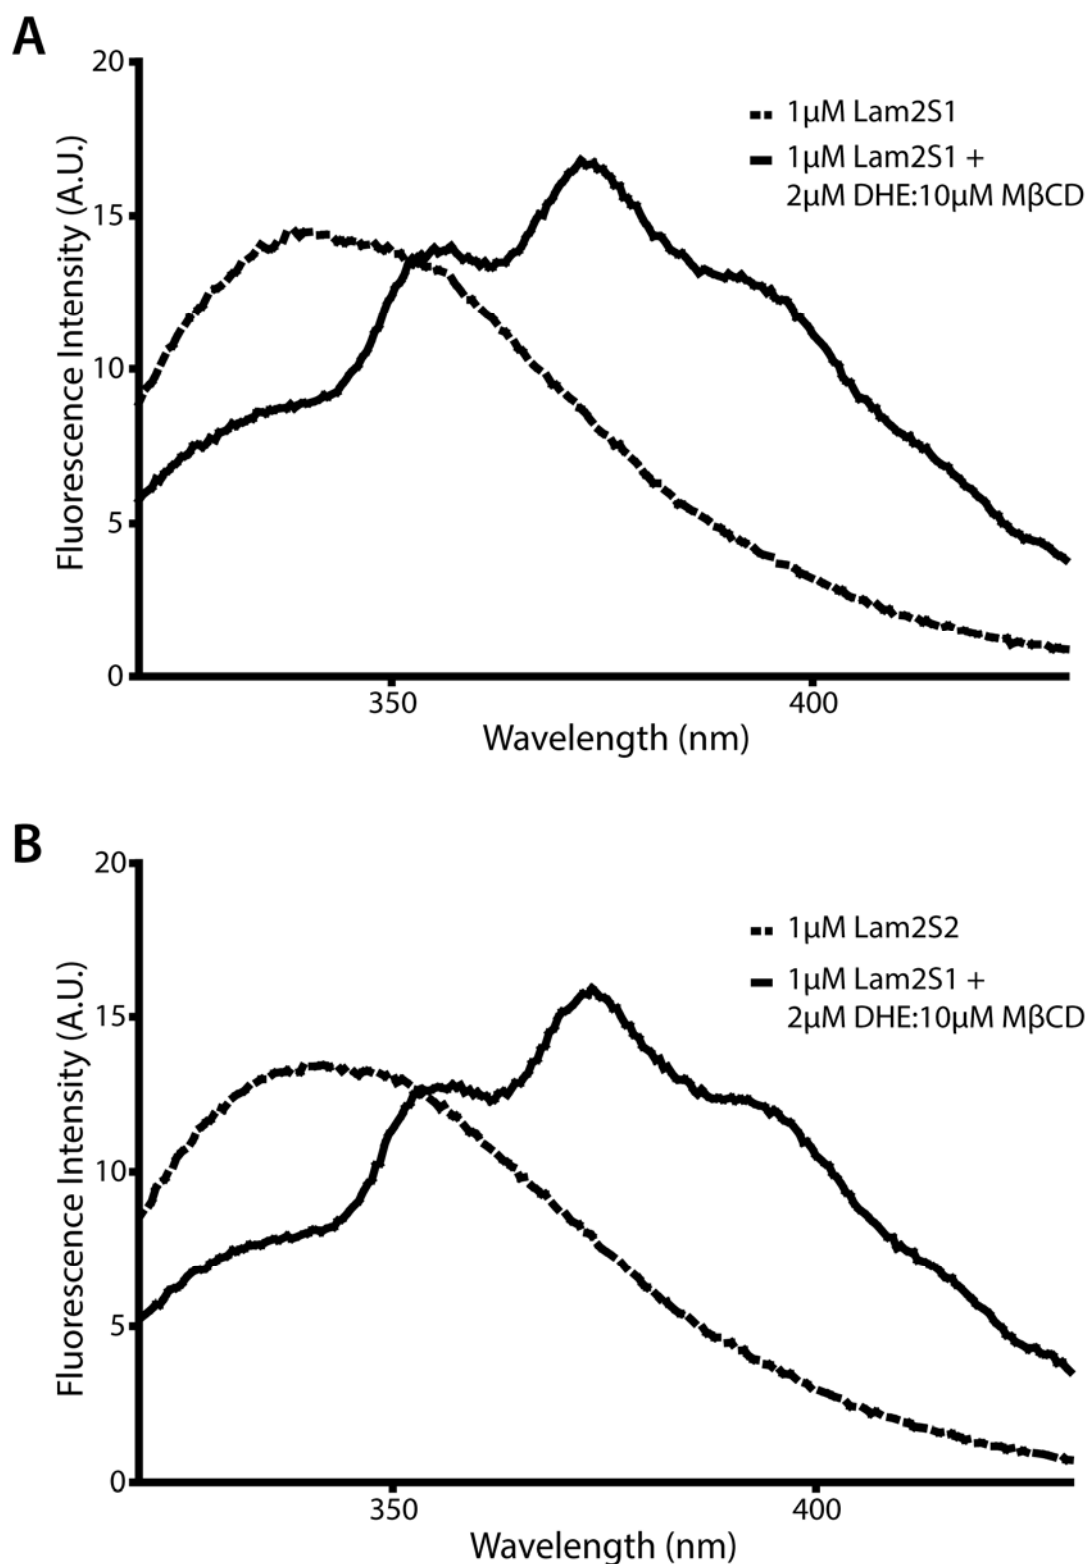 A
20
15
10
5
0
Fluorescence Intensity (A.U.)
1μM Lam2S1
1μM Lam2S1 +
2μM DHE:10μM MβCD
350
400
Wavelength (nm)
B
20
15
10
5
0
Fluorescence Intensity (A.U.)
1μM Lam2S2
1μM Lam2S1 +
2μM DHE:10μM MβCD
350
400
Wavelength (nm)